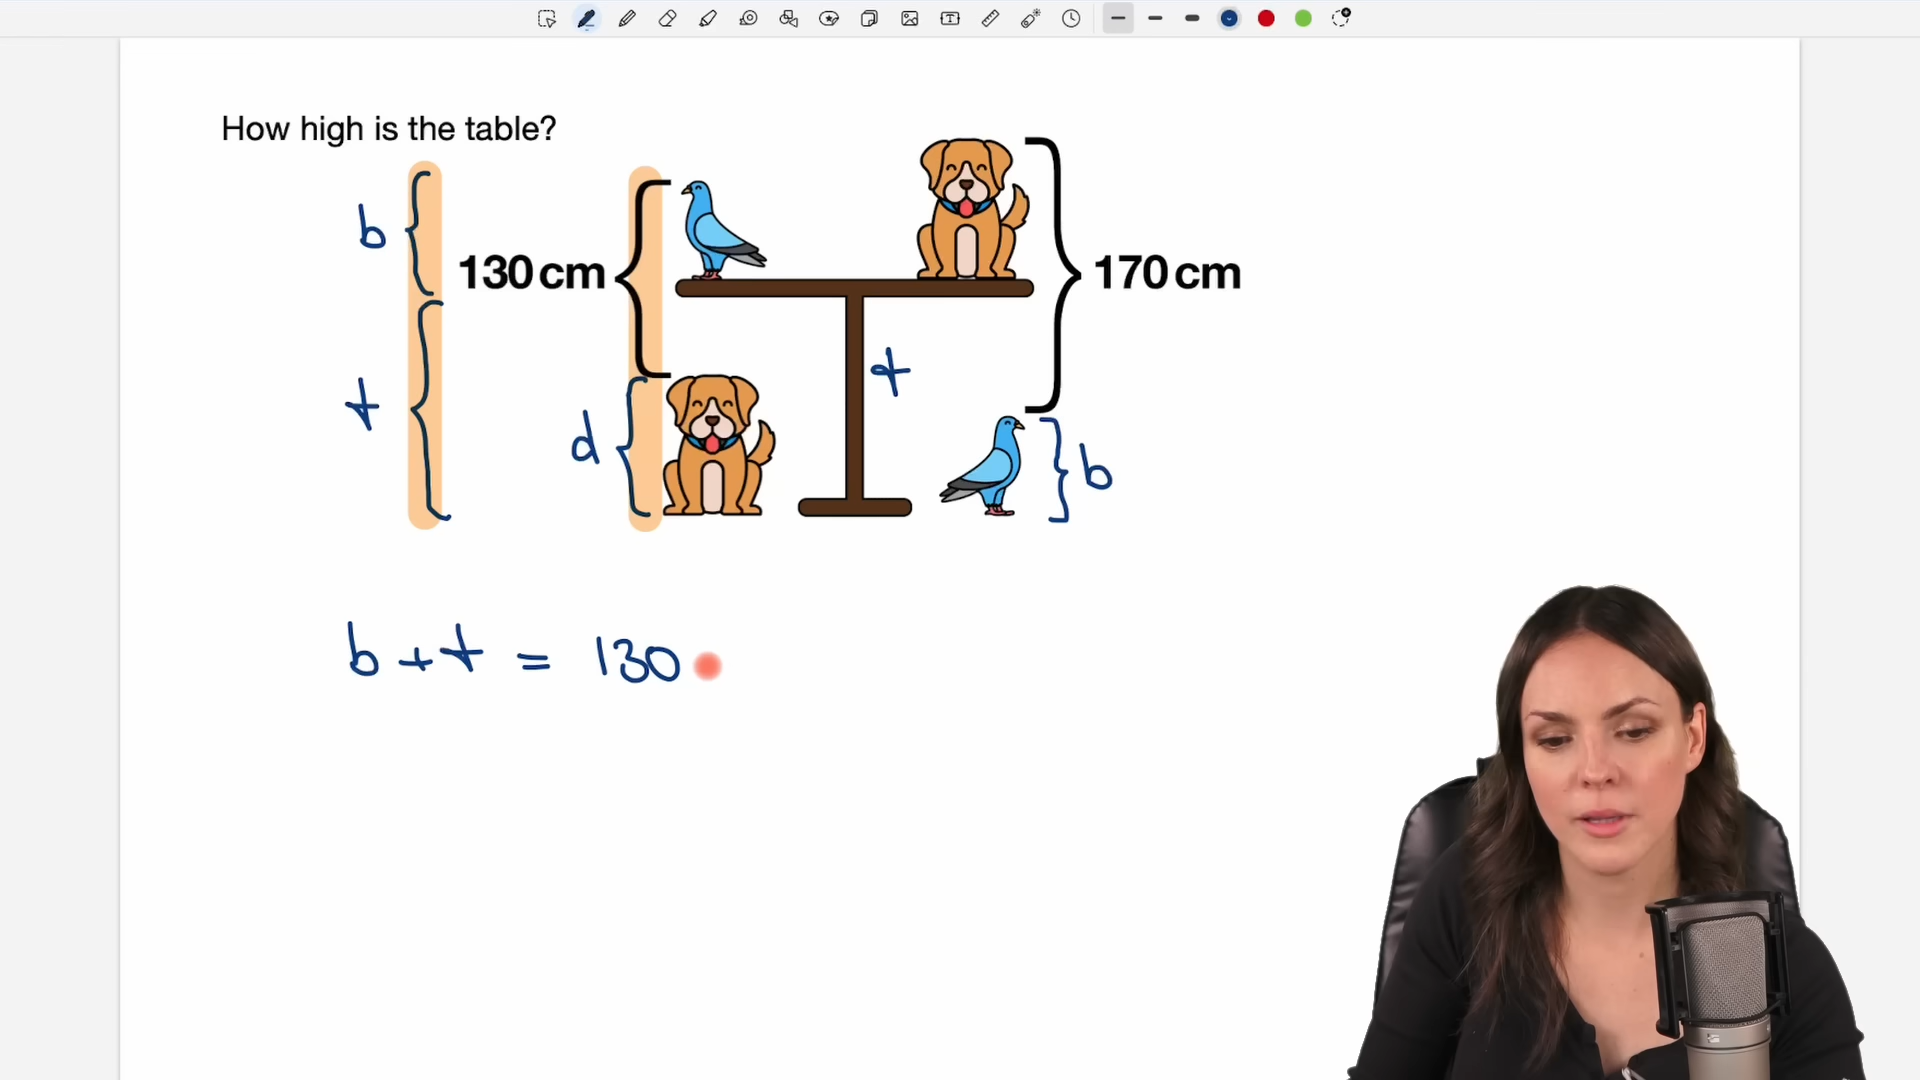 How high is the table?
b
130 cm
170 cm
t
t
d
b
b + t = 130